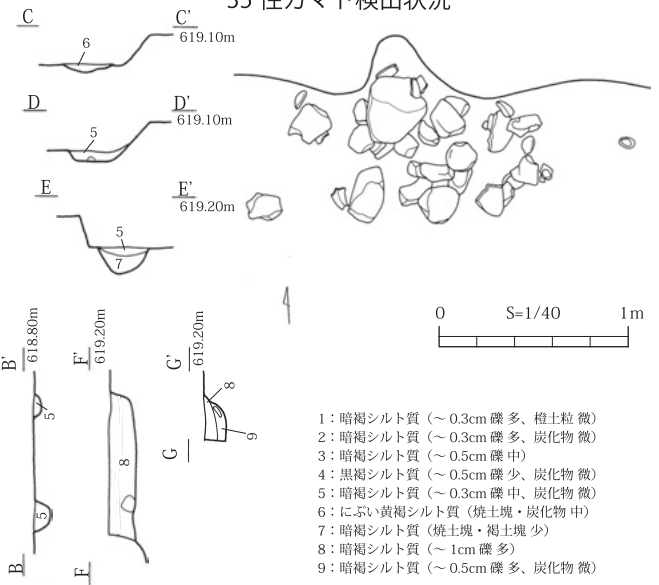 35 住カマド検出状況
C C'
619.10m
6
D D'
619.10m
5
E E'
619.20m
5
7
0 S=1/40 1m
B' 618.80m
5
5
B
F' 619.20m
8
F
G' 619.20m
8
9
G
1：暗褐シルト質（～ 0.3cm 礫 多、橙土粒 微）
2：暗褐シルト質（～ 0.3cm 礫 多、炭化物 微）
3：暗褐シルト質（～ 0.5cm 礫 中）
4：黒褐シルト質（～ 0.5cm 礫 少、炭化物 微）
5：暗褐シルト質（～ 0.3cm 礫 中、炭化物 微）
6：にぶい黄褐シルト質（焼土塊・炭化物 中）
7：暗褐シルト質（焼土塊・褐土塊 少）
8：暗褐シルト質（～ 1cm 礫 多）
9：暗褐シルト質（～ 0.5cm 礫 多、炭化物 微）